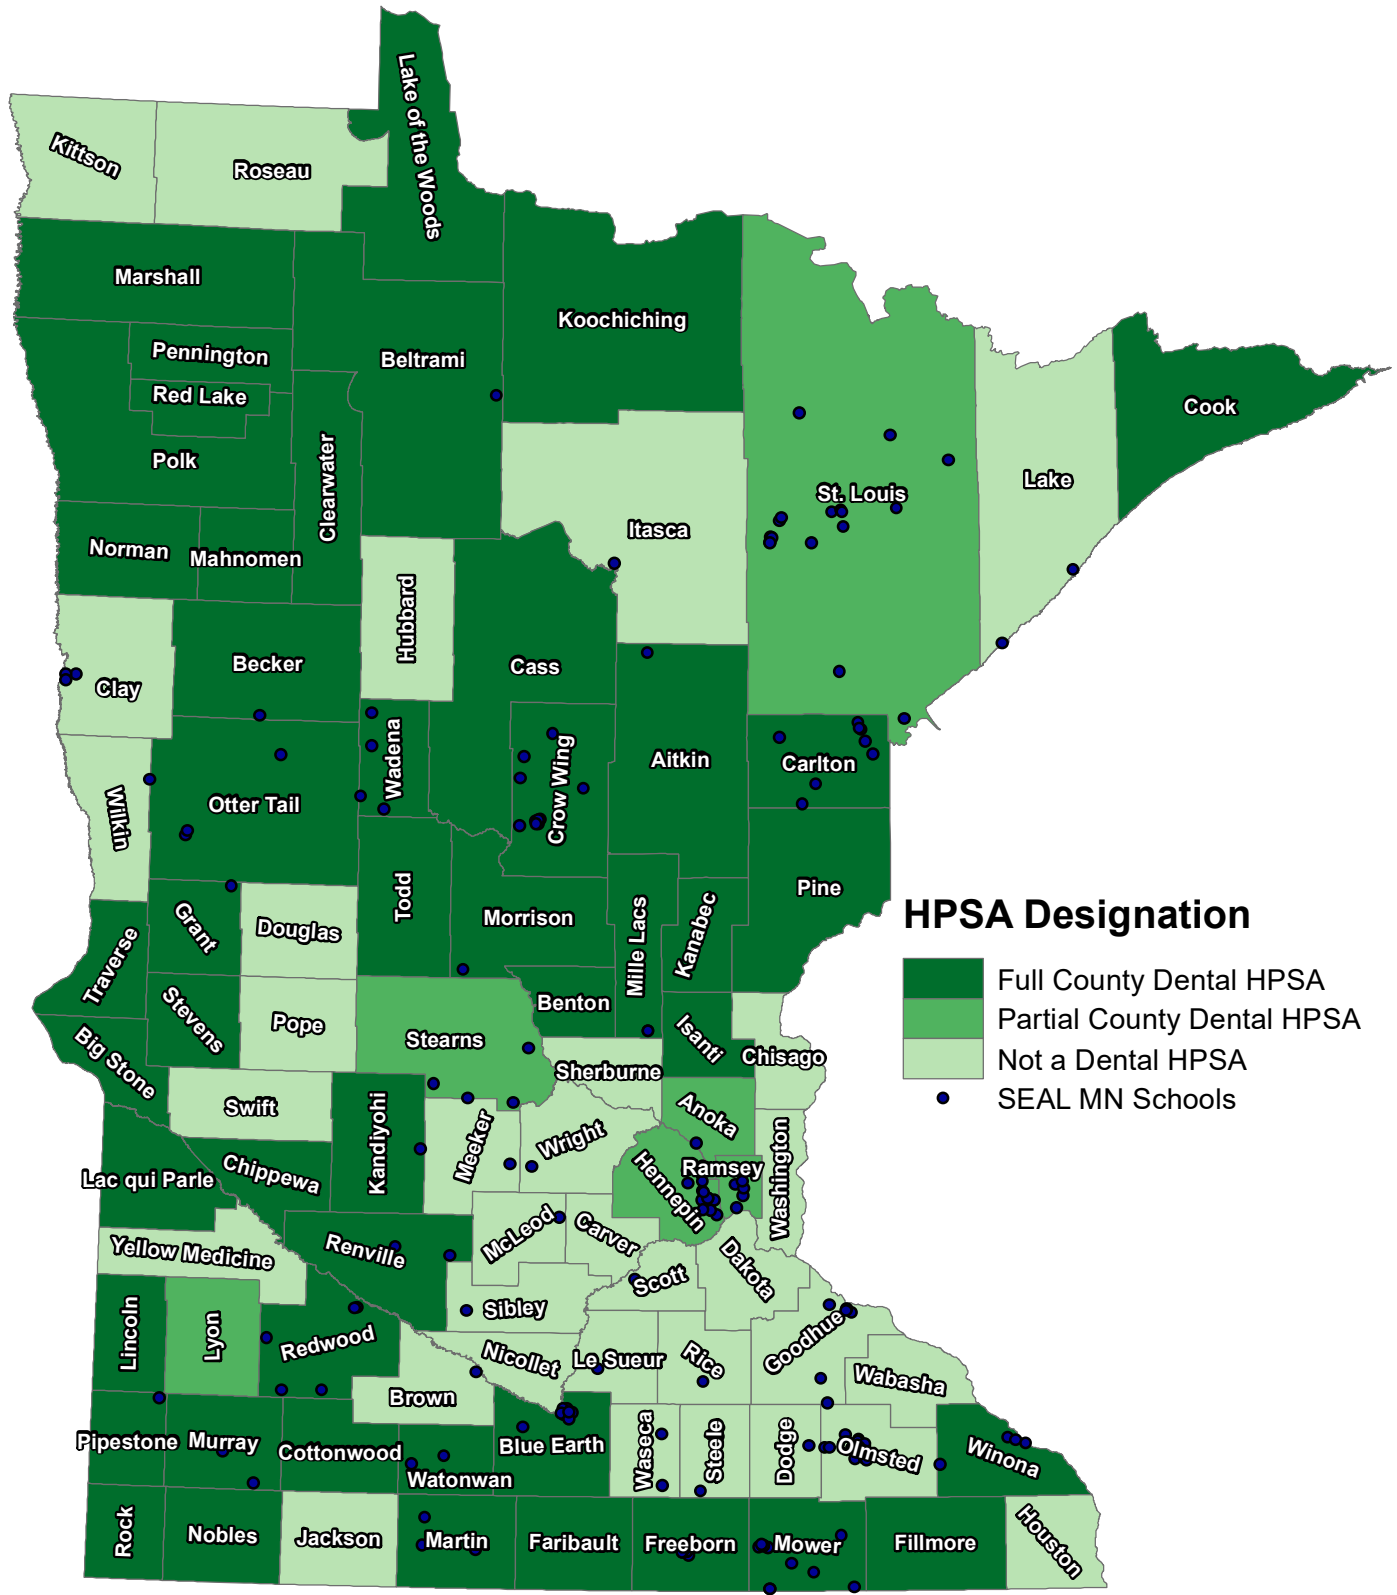 Lake of the Woods
Kittson
Roseau
Marshall
Koochiching
Pennington
Beltrami
Red Lake
Cook
Polk
Clearwater
Lake
St. Louis
Itasca
Norman
Mahnomen
Hubbard
Becker
Cass
Clay
Wadena
Aitkin
Carlton
Crow Wing
Otter Tail
Wilkin
Pine
Todd
Morrison
Mille Lacs
Kanabec
Grant
Douglas
Traverse
HPSA Designation
Full County Dental HPSA
Partial County Dental HPSA
Not a Dental HPSA
SEAL MN Schools
Benton
Stevens
Pope
Stearns
Isanti
Chisago
Big Stone
Sherburne
Swift
Anoka
Kandiyohi
Meeker
Wright
Ramsey
Washington
Lac qui Parle
Chippewa
Hennepin
McLeod
Carver
Yellow Medicine
Renville
Dakota
Scott
Sibley
Lincoln
Lyon
Redwood
Goodhue
Nicollet
Le Sueur
Rice
Wabasha
Brown
Pipestone
Murray
Cottonwood
Watonwan
Blue Earth
Waseca
Steele
Dodge
Olmsted
Winona
Rock
Nobles
Jackson
Martin
Faribault
Freeborn
Mower
Fillmore
Houston